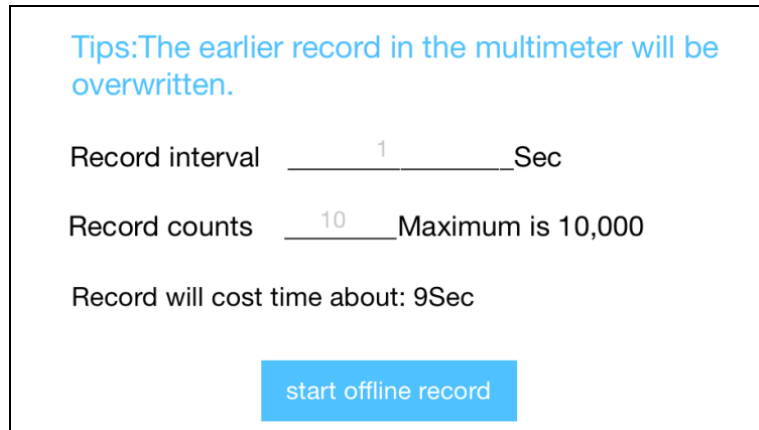 Tips:The earlier record in the multimeter will be
overwritten.
Record interval 1 Sec
Record counts 10 Maximum is 10,000
Record will cost time about: 9Sec
start offline record